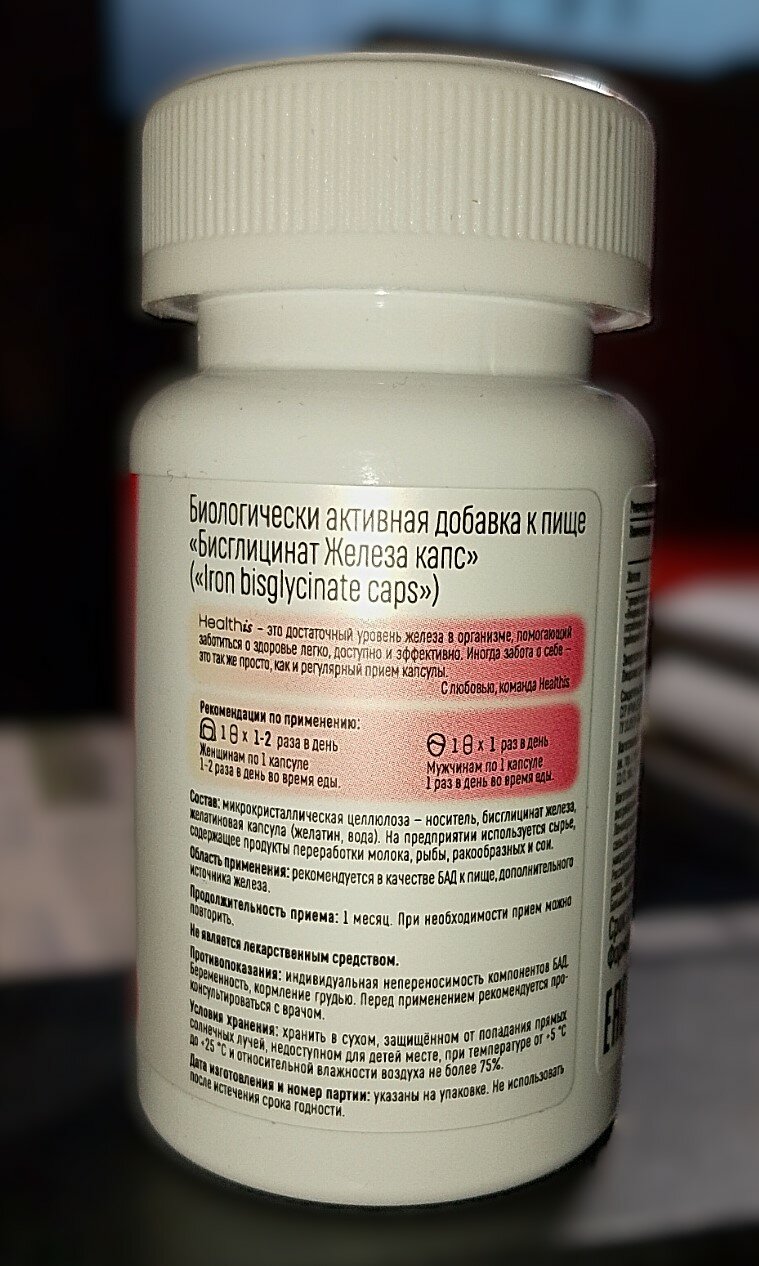 Биологически активная добавка к пище
«Бисглицинат Железа капс»
(«Iron bisglycinate caps»)
Healthis – это достаточный уровень железа в организме, помогающий
заботиться о здоровье легко, доступно и эффективно. Иногда забота о себе –
это так же просто, как и регулярный прием капсулы.
С любовью, команда Healthis
Рекомендации по применению:
1 x 1-2 раза в день
Женщинам по 1 капсуле
1-2 раза в день во время еды.
1 x 1 раз в день
Мужчинам по 1 капсуле
1 раз в день во время еды.
Состав: микрокристаллическая целлюлоза – носитель, бисглицинат железа,
желатиновая капсула (желатин, вода). На предприятии используется сырье,
содержащее продукты переработки молока, рыбы, ракообразных и сои.
Область применения: рекомендуется в качестве БАД к пище, дополнительного
источника железа.
Продолжительность приема: 1 месяц. При необходимости прием можно
повторить.
Не является лекарственным средством.
Противопоказания: индивидуальная непереносимость компонентов БАД,
беременность, кормление грудью. Перед применением рекомендуется про-
консультироваться с врачом.
Условия хранения: хранить в сухом, защищённом от попадания прямых
солнечных лучей, недоступном для детей месте, при температуре от +5 °C
до +25 °C и относительной влажности воздуха не более 75%.
Дата изготовления и номер партии: указаны на упаковке. Не использовать
после истечения срока годности.